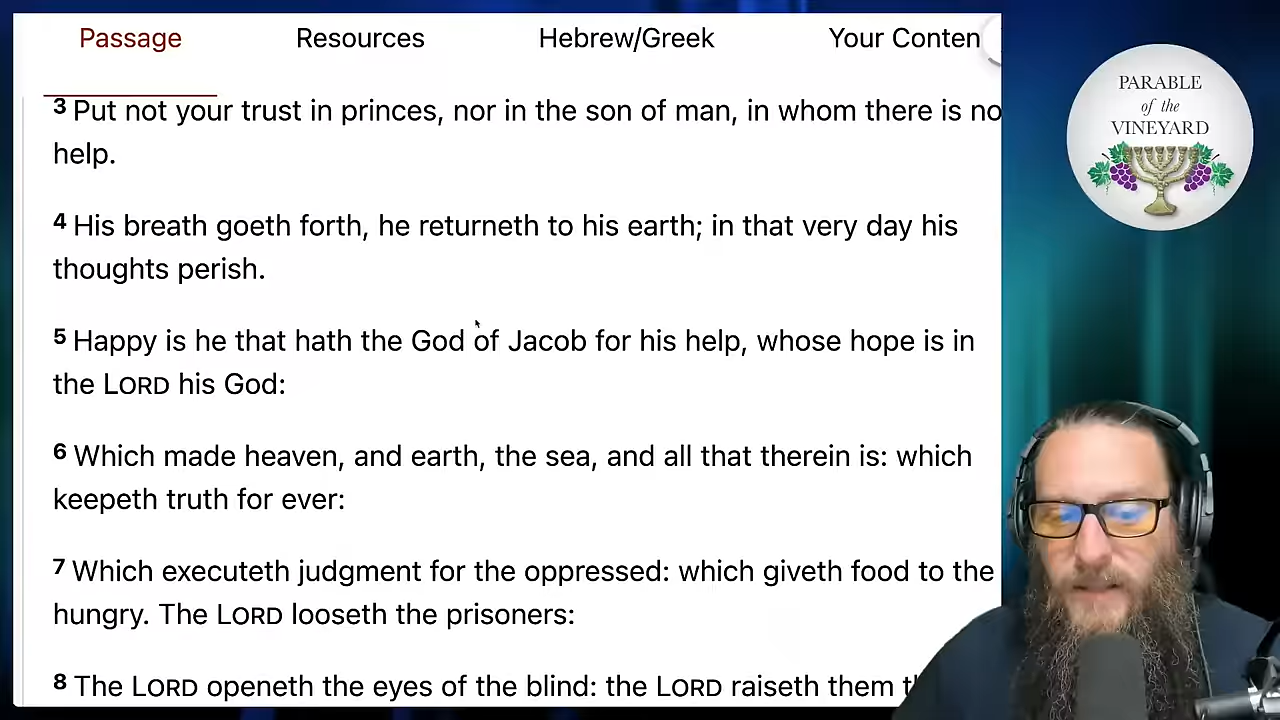 Passage Resources Hebrew/Greek Your Conten
3 Put not your trust in princes, nor in the son of man, in whom there is no
help.
4 His breath goeth forth, he returneth to his earth; in that very day his
thoughts perish.
5 Happy is he that hath the God of Jacob for his help, whose hope is in
the LORD his God:
6 Which made heaven, and earth, the sea, and all that therein is: which
keepeth truth for ever:
7 Which executeth judgment for the oppressed: which giveth food to the
hungry. The LORD looseth the prisoners:
8 The LORD openeth the eyes of the blind: the LORD raiseth them
PARABLE
of the
VINEYARD